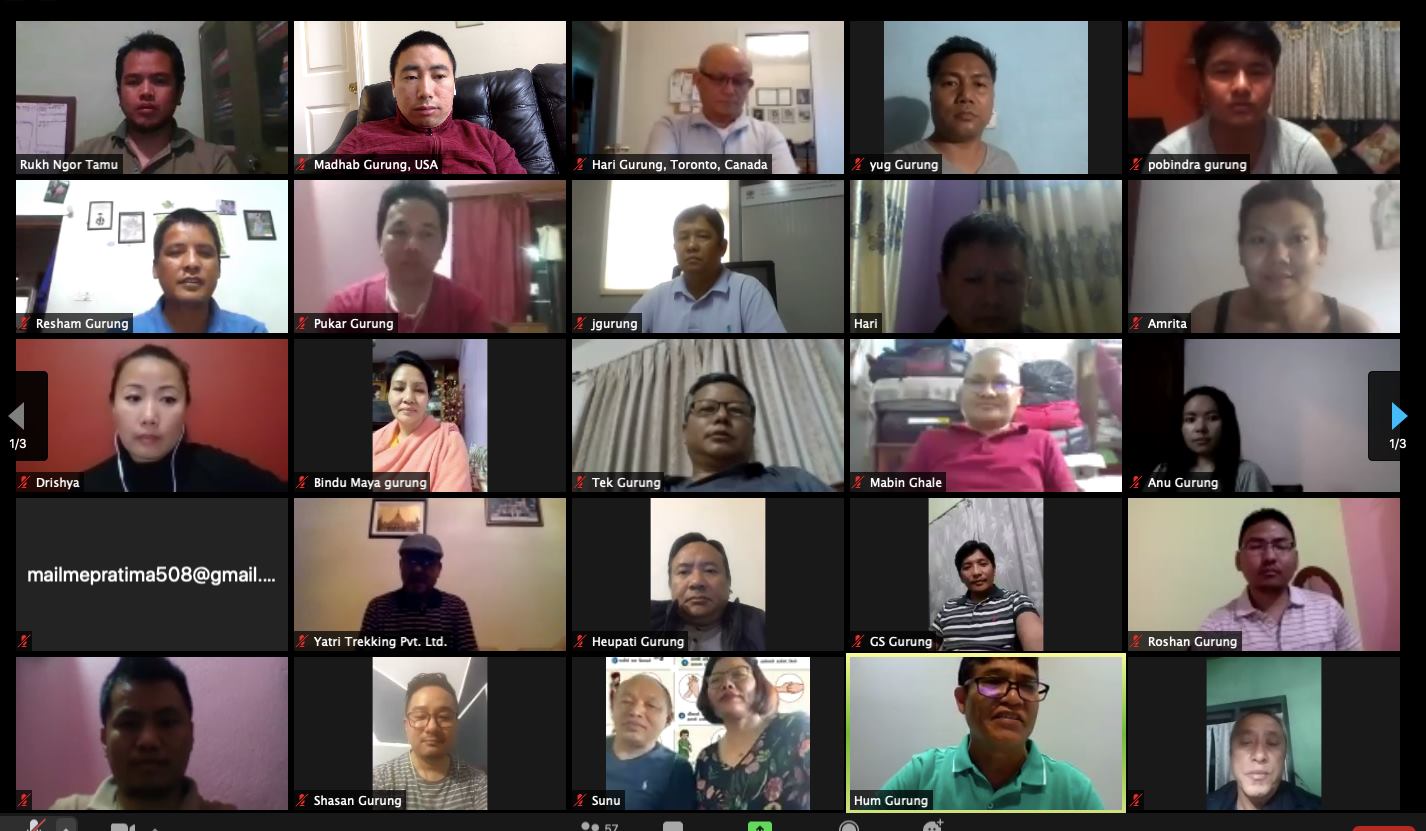 Rukh Ngor Tamu
Madhab Gurung, USA
Hari Gurung, Toronto, Canada
yug Gurung
pobindra gurung
Resham Gurung
Pukar Gurung
jgurung
Hari
Amrita
1/3
Drishya
Bindu Maya gurung
Tek Gurung
Mabin Ghale
Anu Gurung
1/3
mailmepratima508@gmail....
Yatri Trekking Pvt. Ltd.
Heupati Gurung
GS Gurung
Roshan Gurung
Shasan Gurung
Sunu
Hum Gurung
57